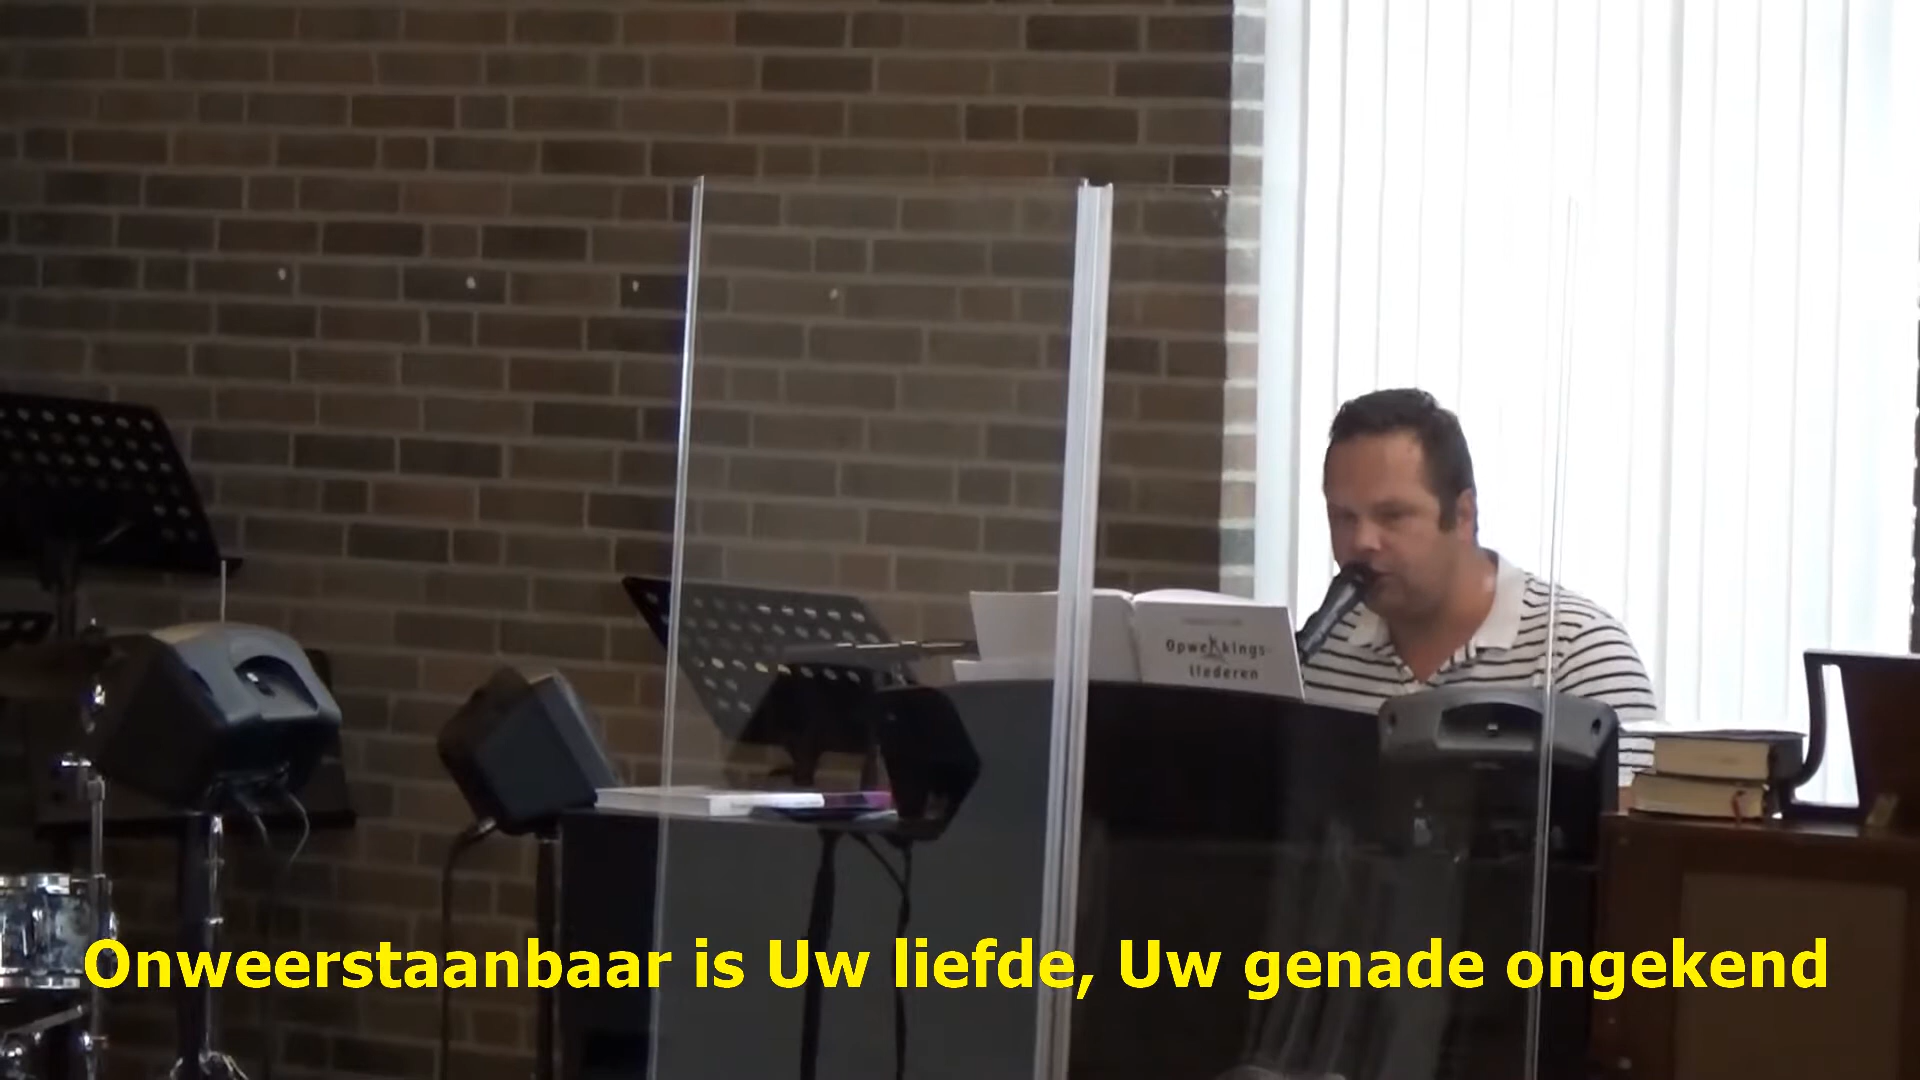 Opwekkings-
liederen
Onweerstaanbaar is Uw liefde, Uw genade ongekend